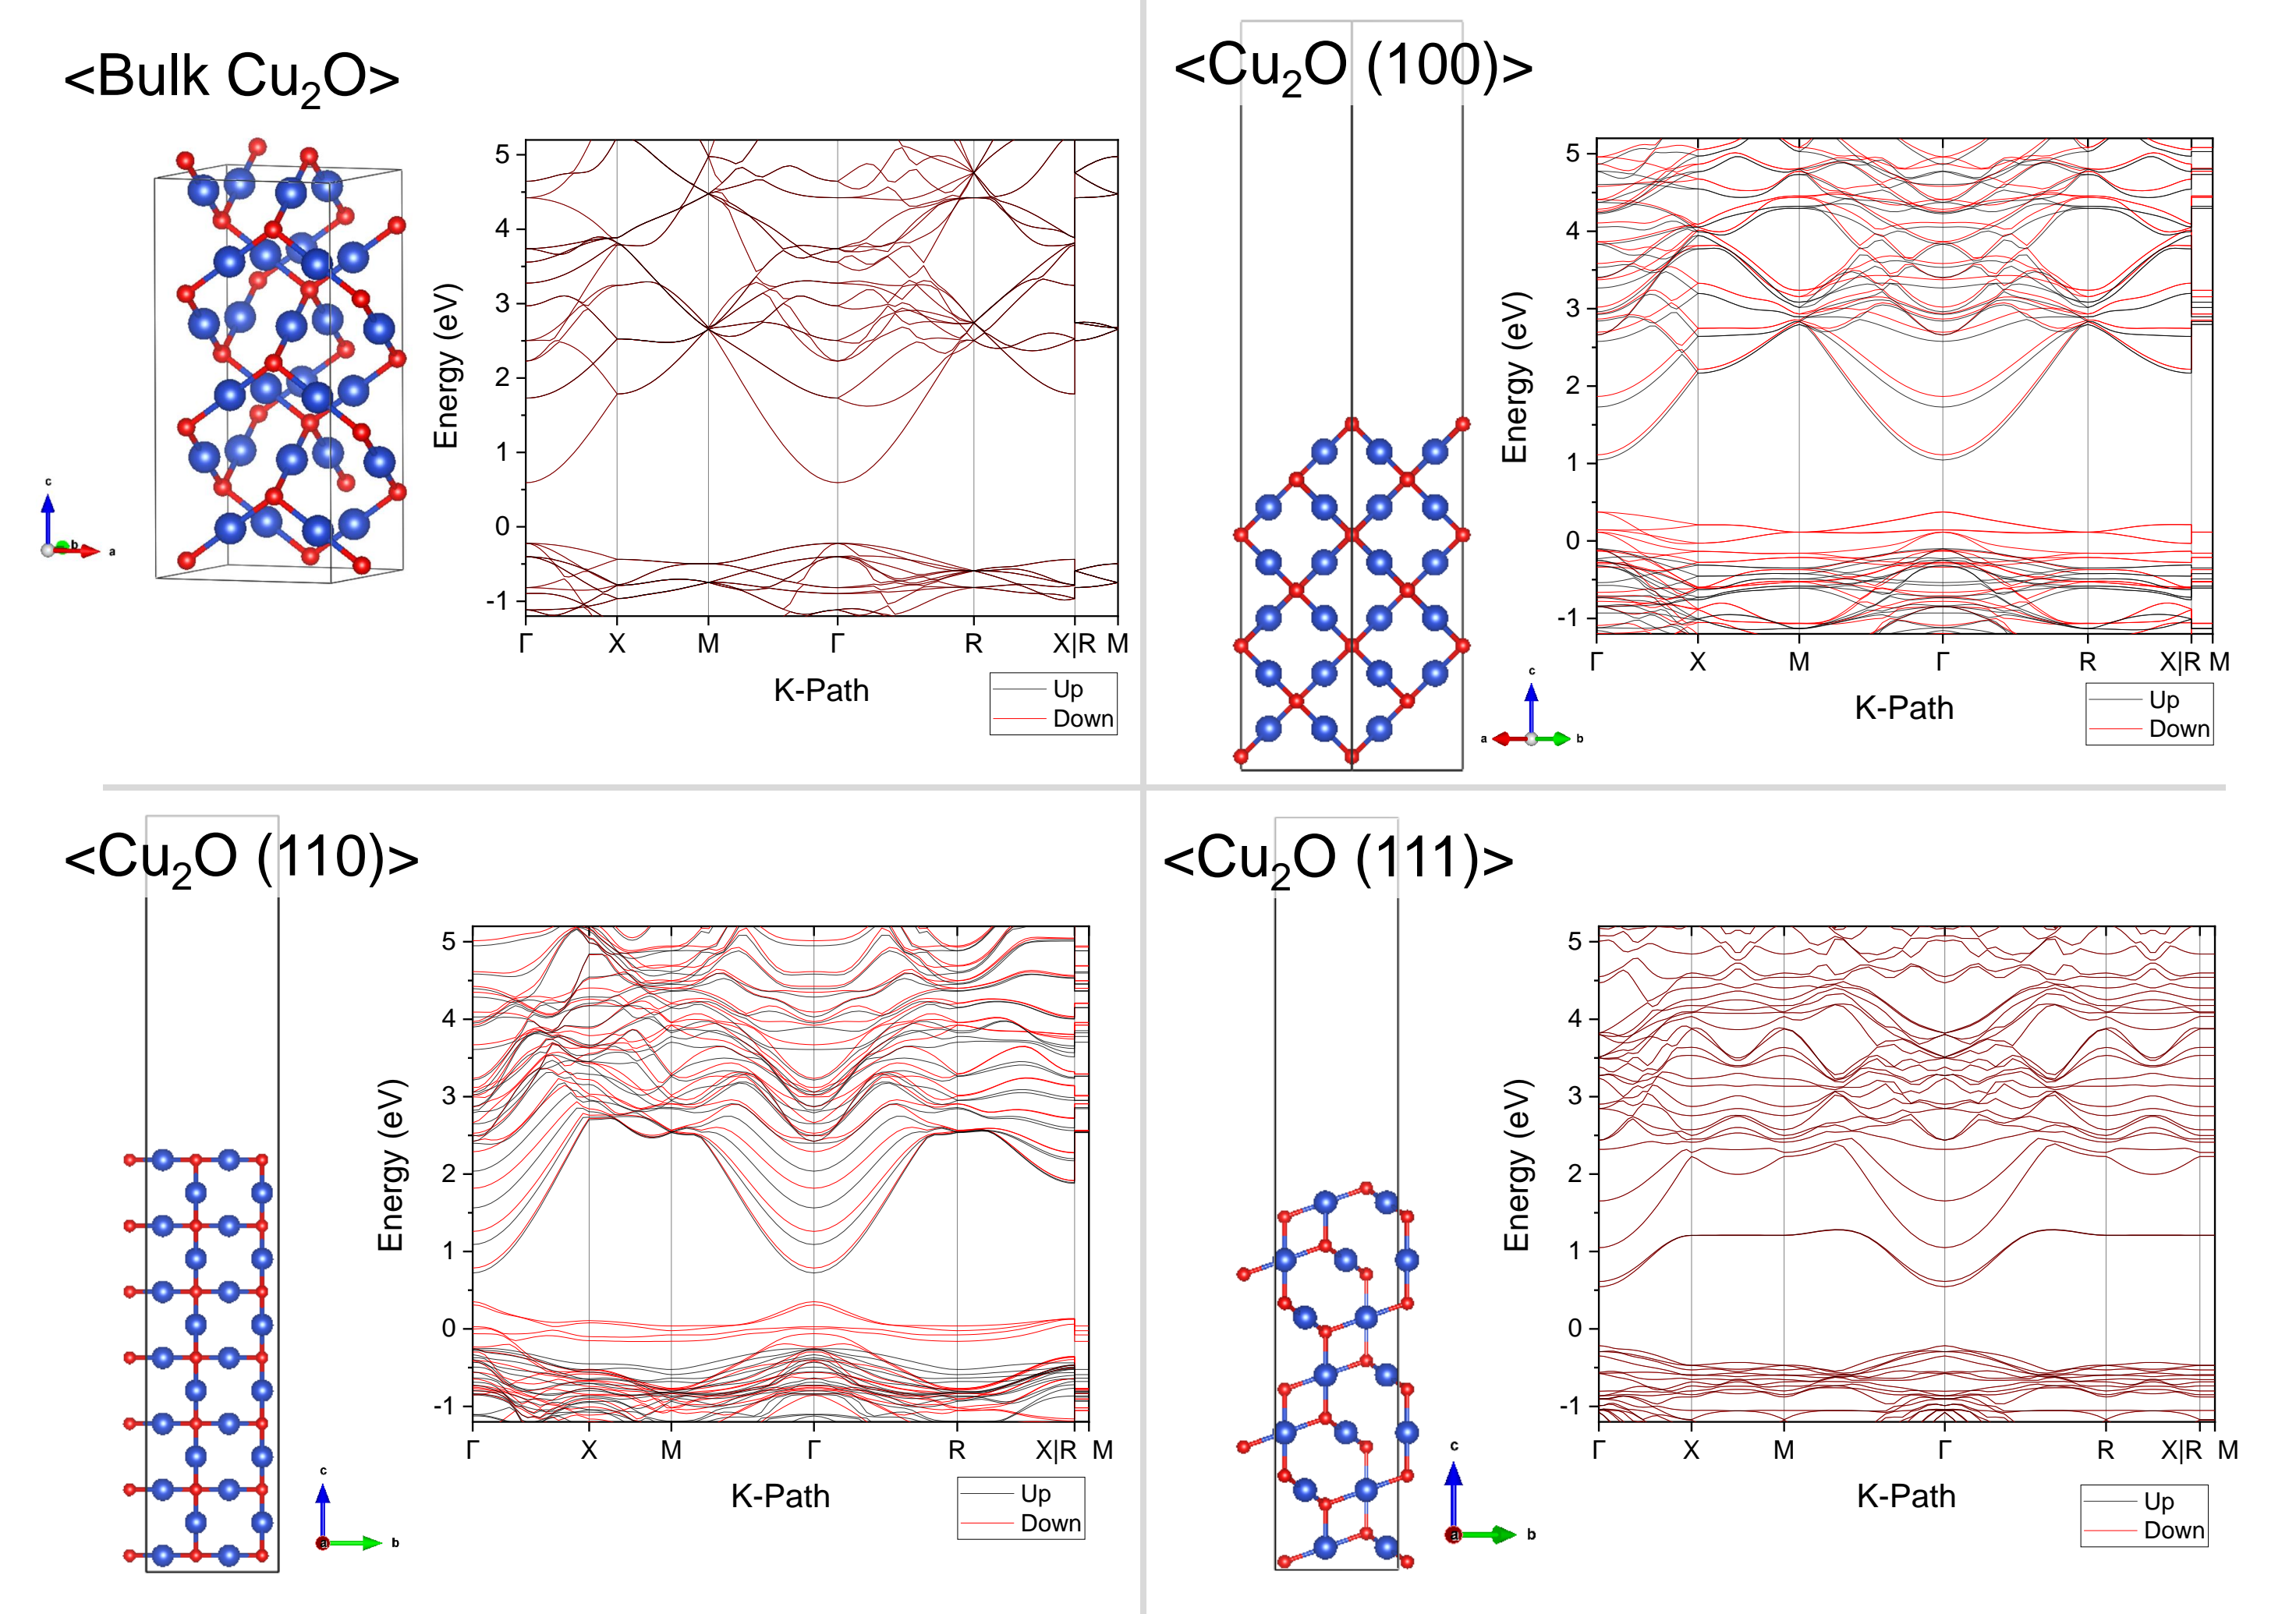 <Bulk Cu₂O>
5
4
3
2
1
0
-1
Energy (eV)
Γ X M Γ R X|R M
K-Path
Up
Down
c
b
a
<Cu₂O (100)>
5
4
3
2
1
0
-1
Energy (eV)
Γ X M Γ R X|R M
K-Path
Up
Down
c
a b
<Cu₂O (110)>
5
4
3
2
1
0
-1
Energy (eV)
Γ X M Γ R X|R M
K-Path
Up
Down
c
a b
<Cu₂O (111)>
5
4
3
2
1
0
-1
Energy (eV)
Γ X M Γ R X|R M
K-Path
Up
Down
c
a b